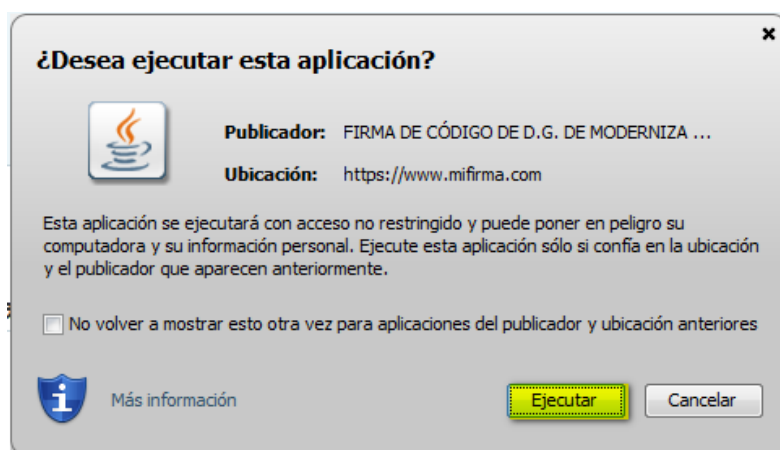 ¿Desea ejecutar esta aplicación?
Publicador: FIRMA DE CÓDIGO DE D.G. DE MODERNIZA ...
Ubicación: https://www.mifirma.com
Esta aplicación se ejecutará con acceso no restringido y puede poner en peligro su
computadora y su información personal. Ejecute esta aplicación sólo si confía en la ubicación
y el publicador que aparecen anteriormente.
No volver a mostrar esto otra vez para aplicaciones del publicador y ubicación anteriores
Más información
Ejecutar
Cancelar